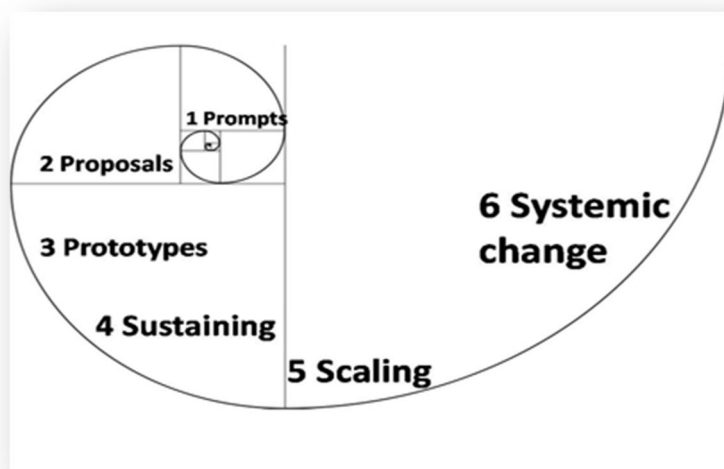 1 Prompts
2 Proposals
3 Prototypes
4 Sustaining
5 Scaling
6 Systemic
change